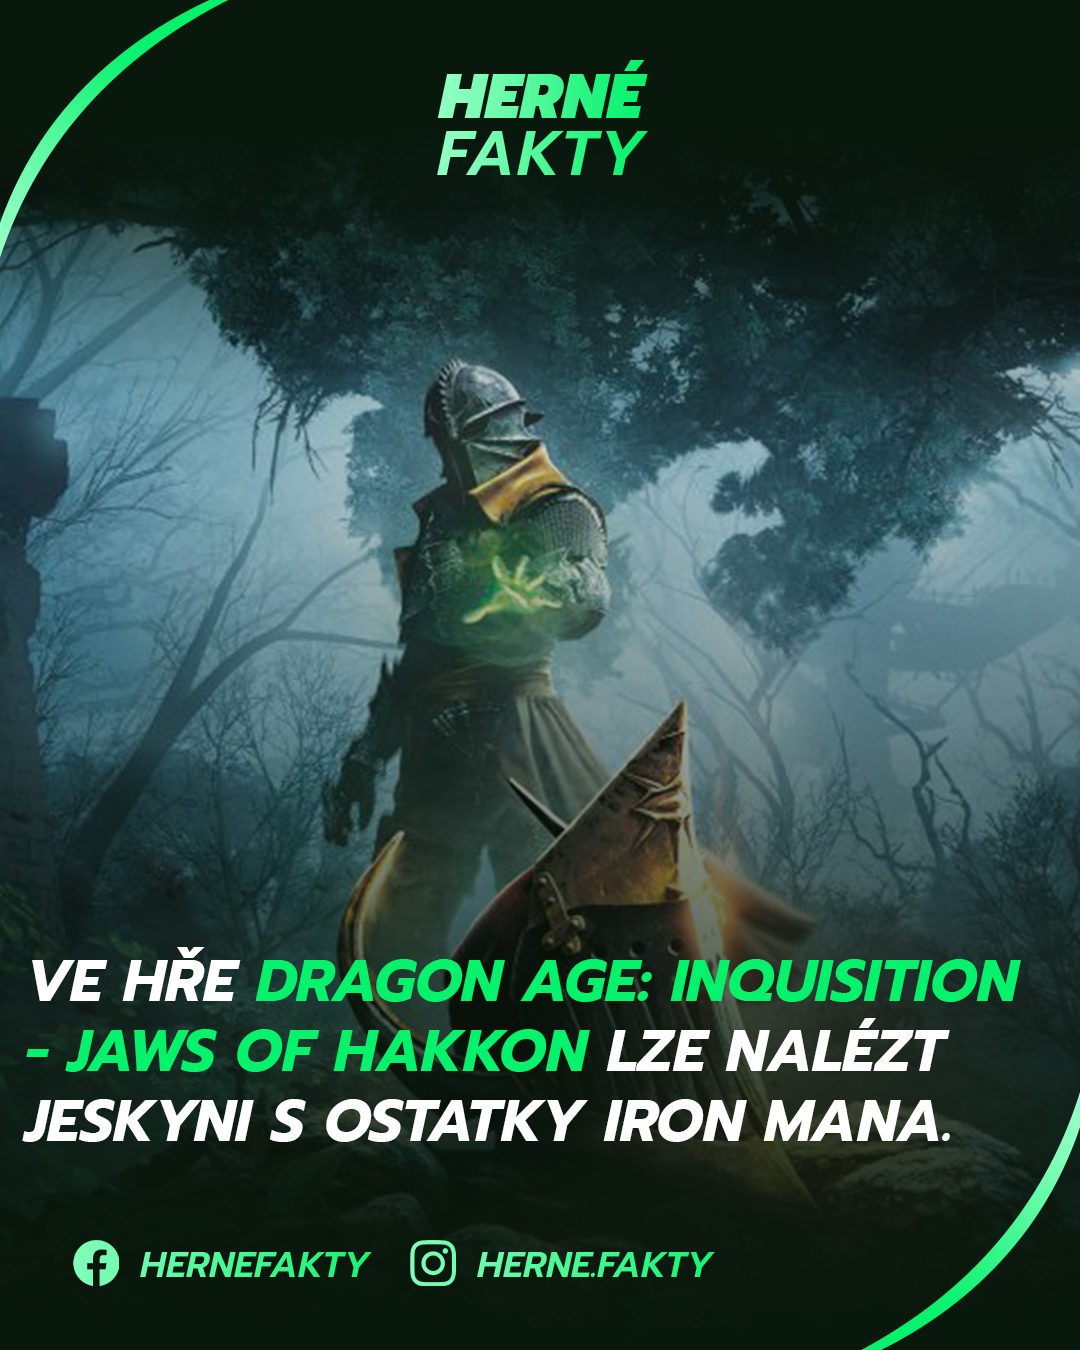 HERNÉ
FAKTY
VE HŘE DRAGON AGE: INQUISITION
- JAWS OF HAKKON LZE NALÉZT
JESKYNI S OSTATKY IRON MANA.
HERNEFAKTY HERNE.FAKTY